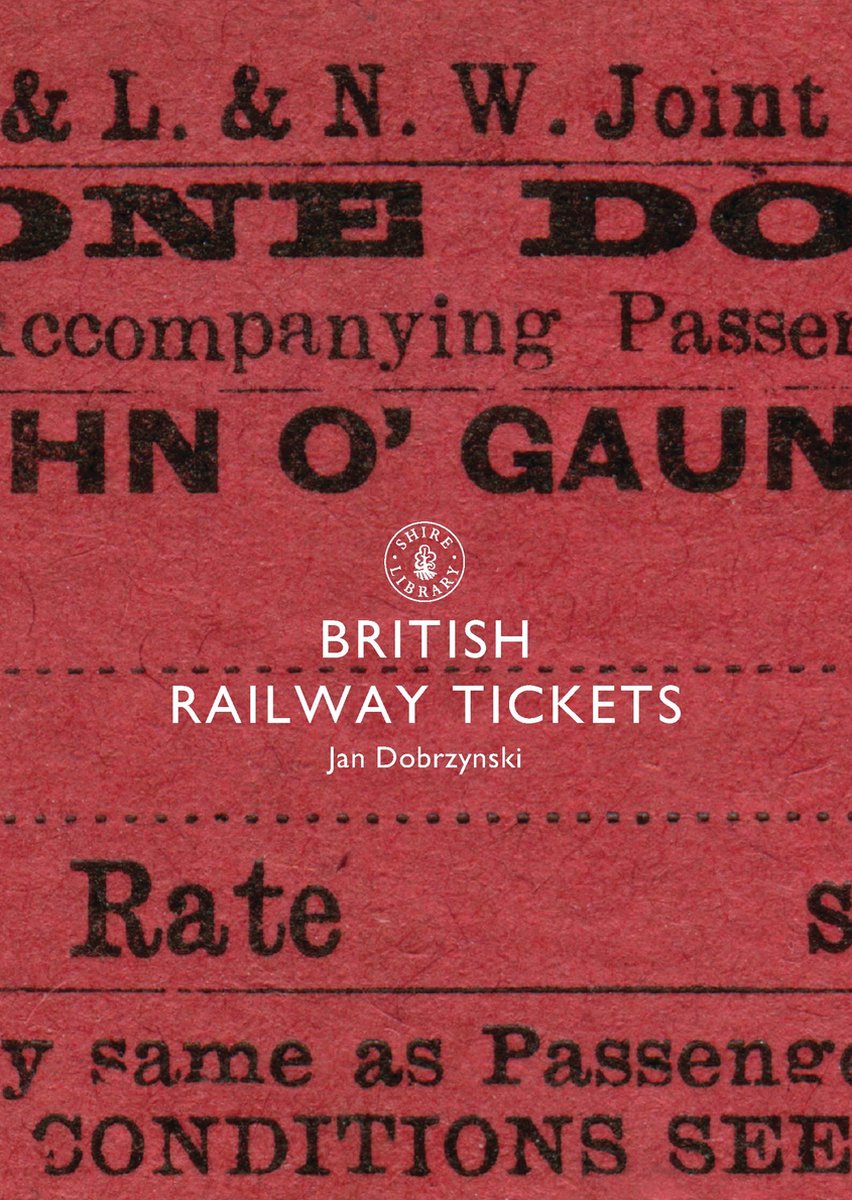 & L. & N. W. Joint
ONE DO
ccompanying Passen
HN O' GAUN
SHIRE LIBRARY
BRITISH
RAILWAY TICKETS
Jan Dobrzynski
Rate s
y same as Passenge
CONDITIONS SEE